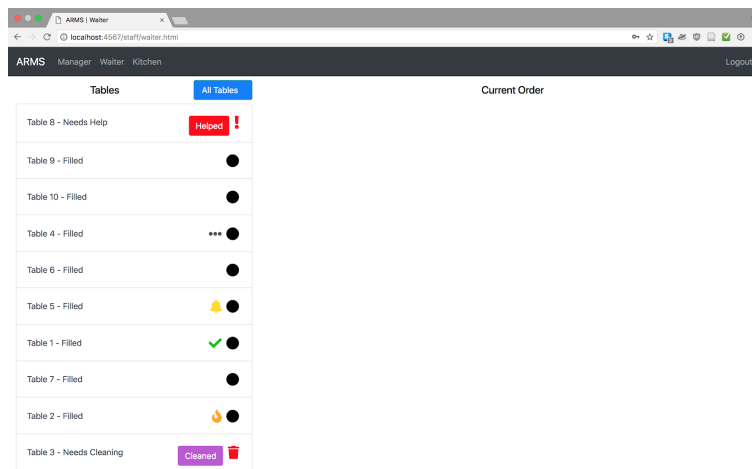 ARMS | Waiter
localhost:4567/staff/waiter.html
ARMS Manager Waiter Kitchen Logout
Tables All Tables Current Order
Table 8 - Needs Help Helped
Table 9 - Filled
Table 10 - Filled
Table 4 - Filled
Table 6 - Filled
Table 5 - Filled
Table 1 - Filled
Table 7 - Filled
Table 2 - Filled
Table 3 - Needs Cleaning Cleaned